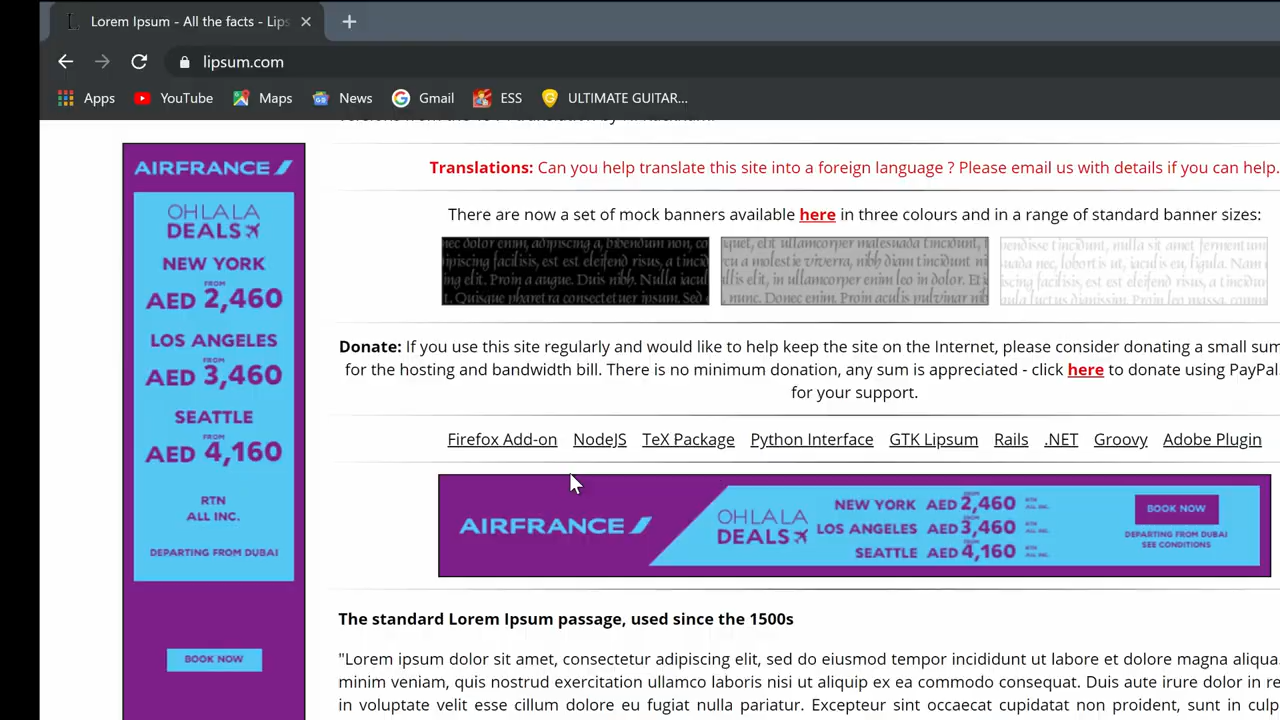 Lorem Ipsum - All the facts - Lips
lipsum.com
Apps YouTube Maps News Gmail ESS ULTIMATE GUITAR...
Translations: Can you help translate this site into a foreign language ? Please email us with details if you can help.
There are now a set of mock banners available here in three colours and in a range of standard banner sizes:
Donate: If you use this site regularly and would like to help keep the site on the Internet, please consider donating a small sum
for the hosting and bandwidth bill. There is no minimum donation, any sum is appreciated - click here to donate using PayPal.
for your support.
Firefox Add-on NodeJS TeX Package Python Interface GTK Lipsum Rails .NET Groovy Adobe Plugin
AIRFRANCE
OH LALA
DEALS
NEW YORK
FROM
AED 2,460
LOS ANGELES
FROM
AED 3,460
SEATTLE
FROM
AED 4,160
RTN
ALL INC.
DEPARTING FROM DUBAI
BOOK NOW
AIRFRANCE
OH LALA
DEALS
NEW YORK AED 2,460
LOS ANGELES AED 3,460
SEATTLE AED 4,160
BOOK NOW
DEPARTING FROM DUBAI
SEE CONDITIONS
The standard Lorem Ipsum passage, used since the 1500s
"Lorem ipsum dolor sit amet, consectetur adipiscing elit, sed do eiusmod tempor incididunt ut labore et dolore magna aliqua.
minim veniam, quis nostrud exercitation ullamco laboris nisi ut aliquip ex ea commodo consequat. Duis aute irure dolor in re
in voluptate velit esse cillum dolore eu fugiat nulla pariatur. Excepteur sint occaecat cupidatat non proident, sunt in culp